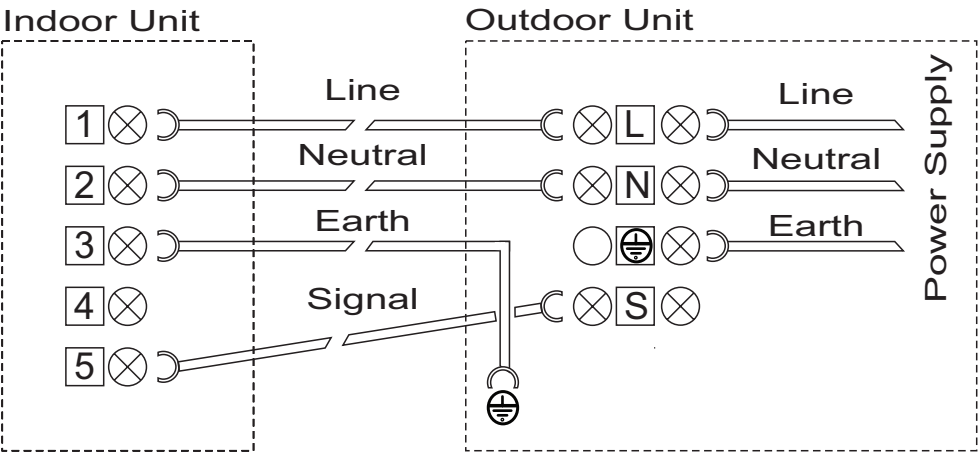 Indoor Unit
Outdoor Unit
Line
1
L
Line
Neutral
2
N
Neutral
Earth
3
Earth
Signal
4
S
5
Power Supply